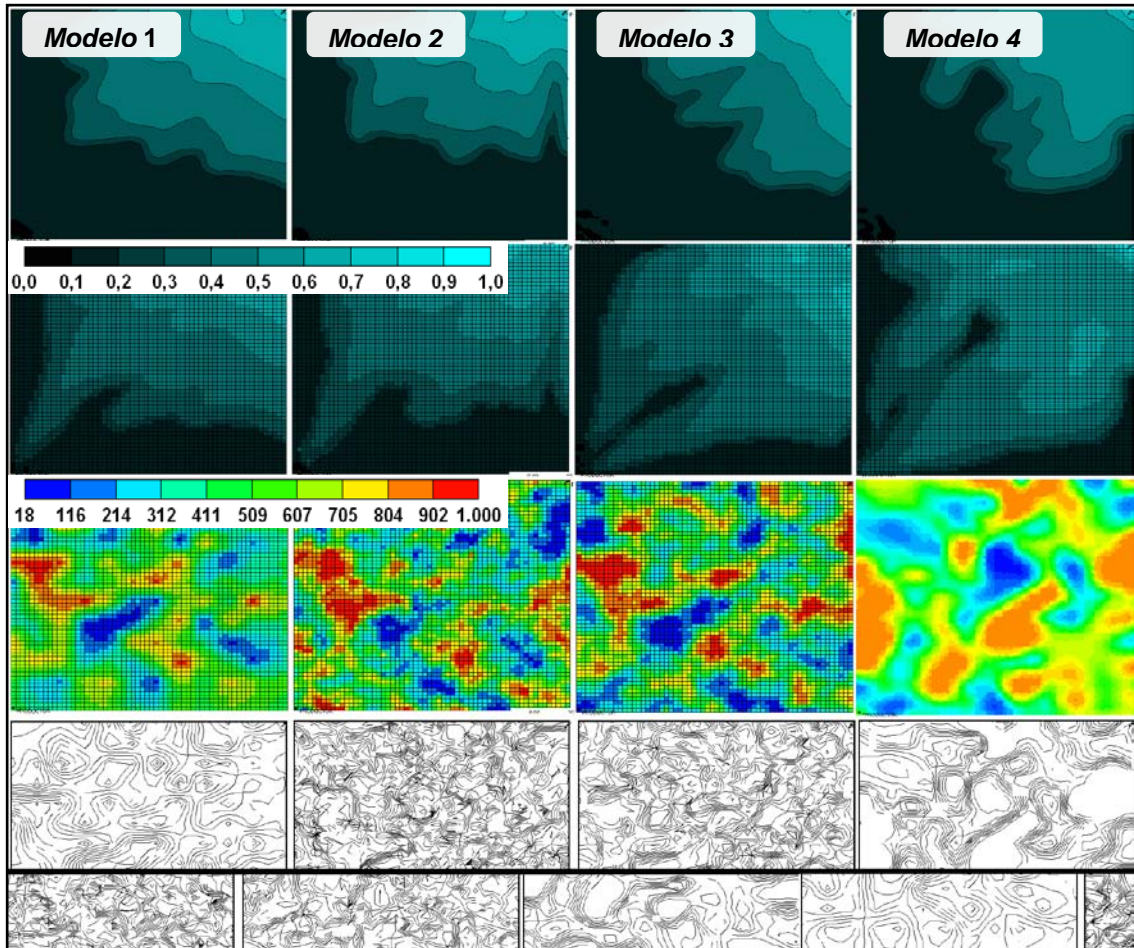 Modelo 1
Modelo 2
Modelo 3
Modelo 4
0,0 0,1 0,2 0,3 0,4 0,5 0,6 0,7 0,8 0,9 1,0
18 116 214 312 411 509 607 705 804 902 1.000